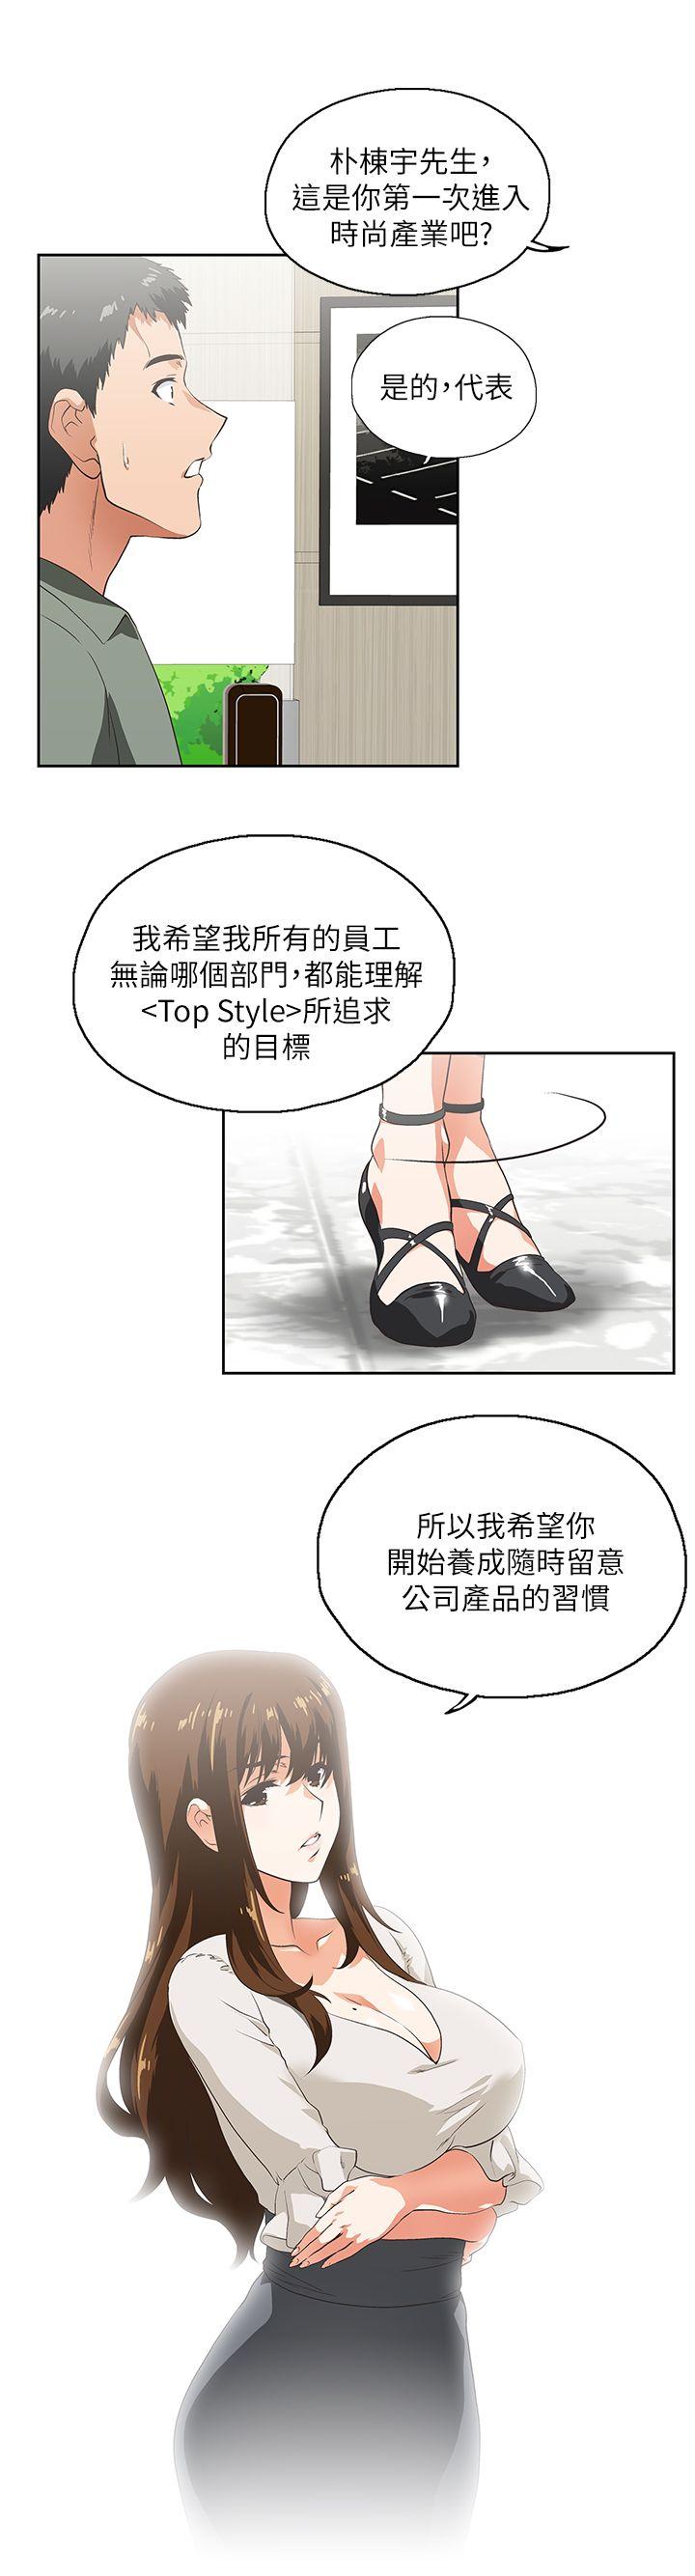 朴棟宇先生,
這是你第一次進入
時尚產業吧?
是的,代表
我希望我所有的員工
無論哪個部門,都能理解
<Top Style>所追求
的目標
所以我希望你
開始養成隨時留意
公司產品的習慣